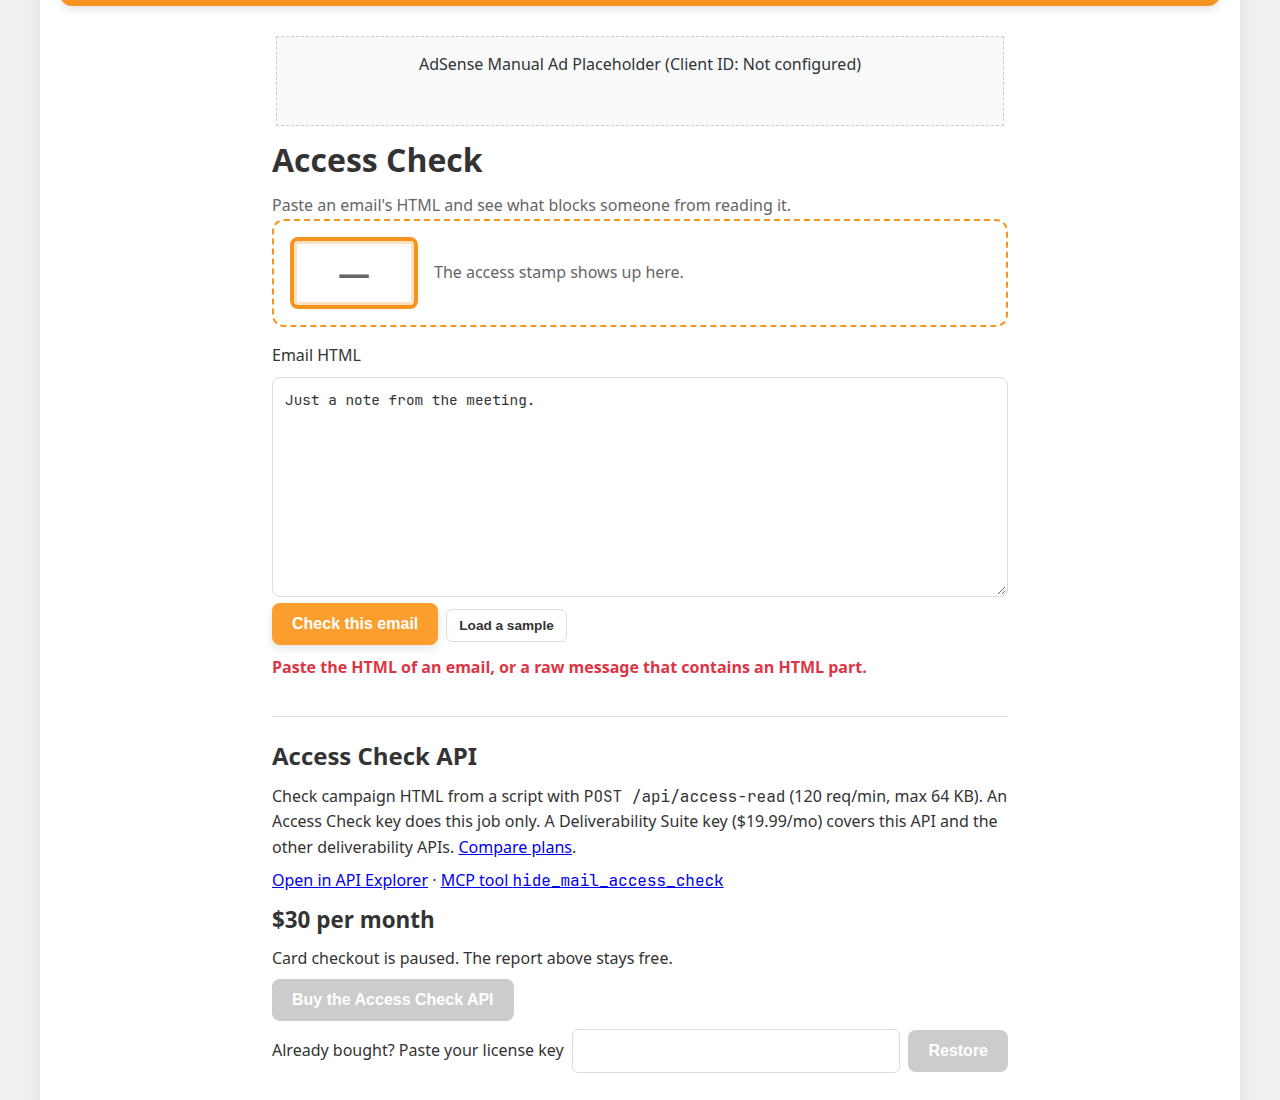 AdSense Manual Ad Placeholder (Client ID: Not configured)
Access Check
Paste an email's HTML and see what blocks someone from reading it.
—
The access stamp shows up here.
Email HTML
Just a note from the meeting.
Check this email
Load a sample
Paste the HTML of an email, or a raw message that contains an HTML part.
Access Check API
Check campaign HTML from a script with POST /api/access-read (120 req/min, max 64 KB). An
Access Check key does this job only. A Deliverability Suite key ($19.99/mo) covers this API and the
other deliverability APIs. Compare plans.
Open in API Explorer · MCP tool hide_mail_access_check
$30 per month
Card checkout is paused. The report above stays free.
Buy the Access Check API
Already bought? Paste your license key
Restore